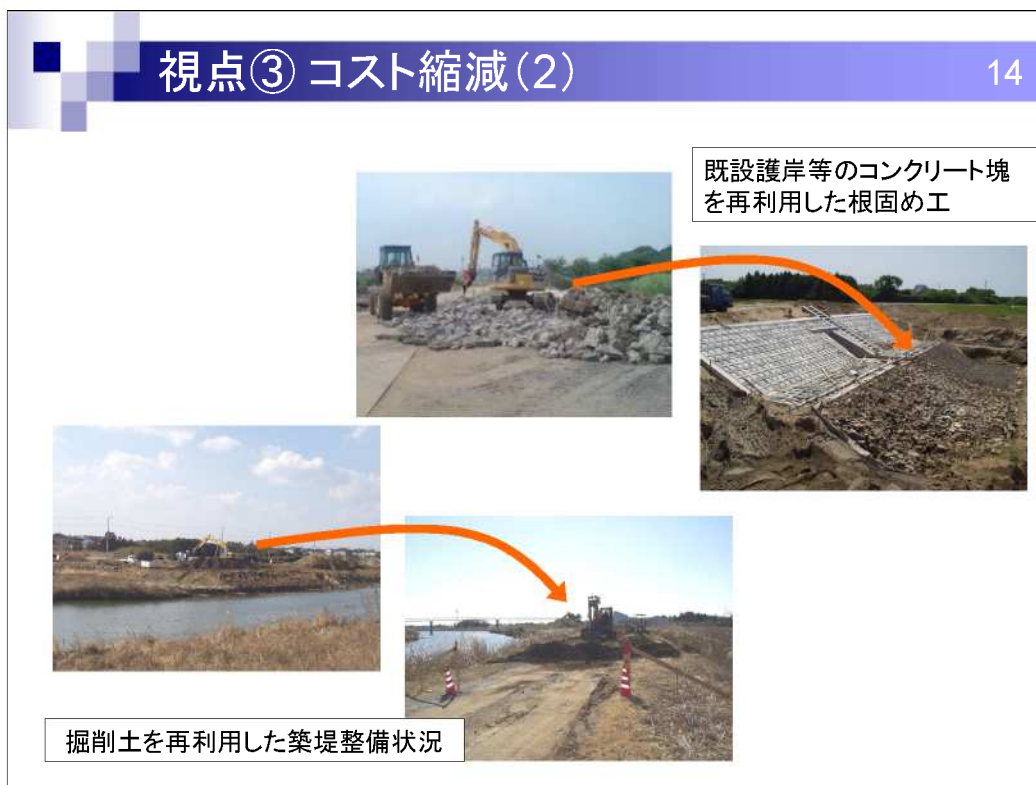 視点③ コスト縮減(2)
14
既設護岸等のコンクリート塊
を再利用した根固め工
掘削土を再利用した築堤整備状況